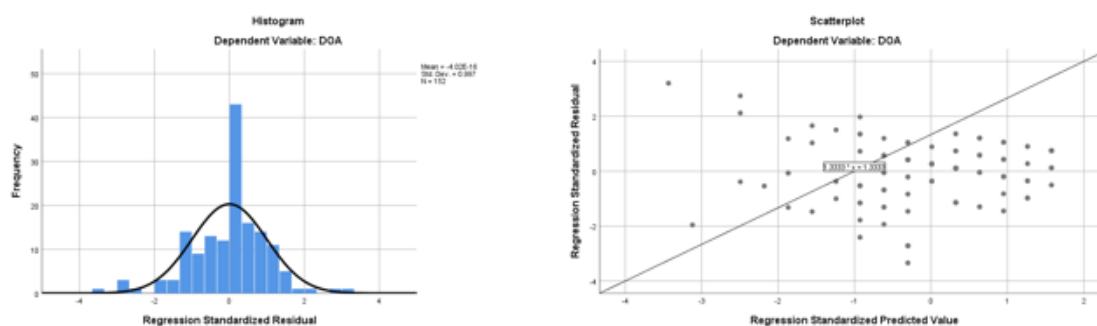 Histogram
Dependent Variable: DOA
Mean = -4.02E-16
Std. Dev. = 0.997
N = 152
Frequency
50
40
30
20
10
0
-4 -2 0 2 4
Regression Standardized Residual
Scatterplot
Dependent Variable: DOA
Regression Standardized Residual
4
2
0
-2
-4
-4 -3 -2 -1 0 1 2
Regression Standardized Predicted Value